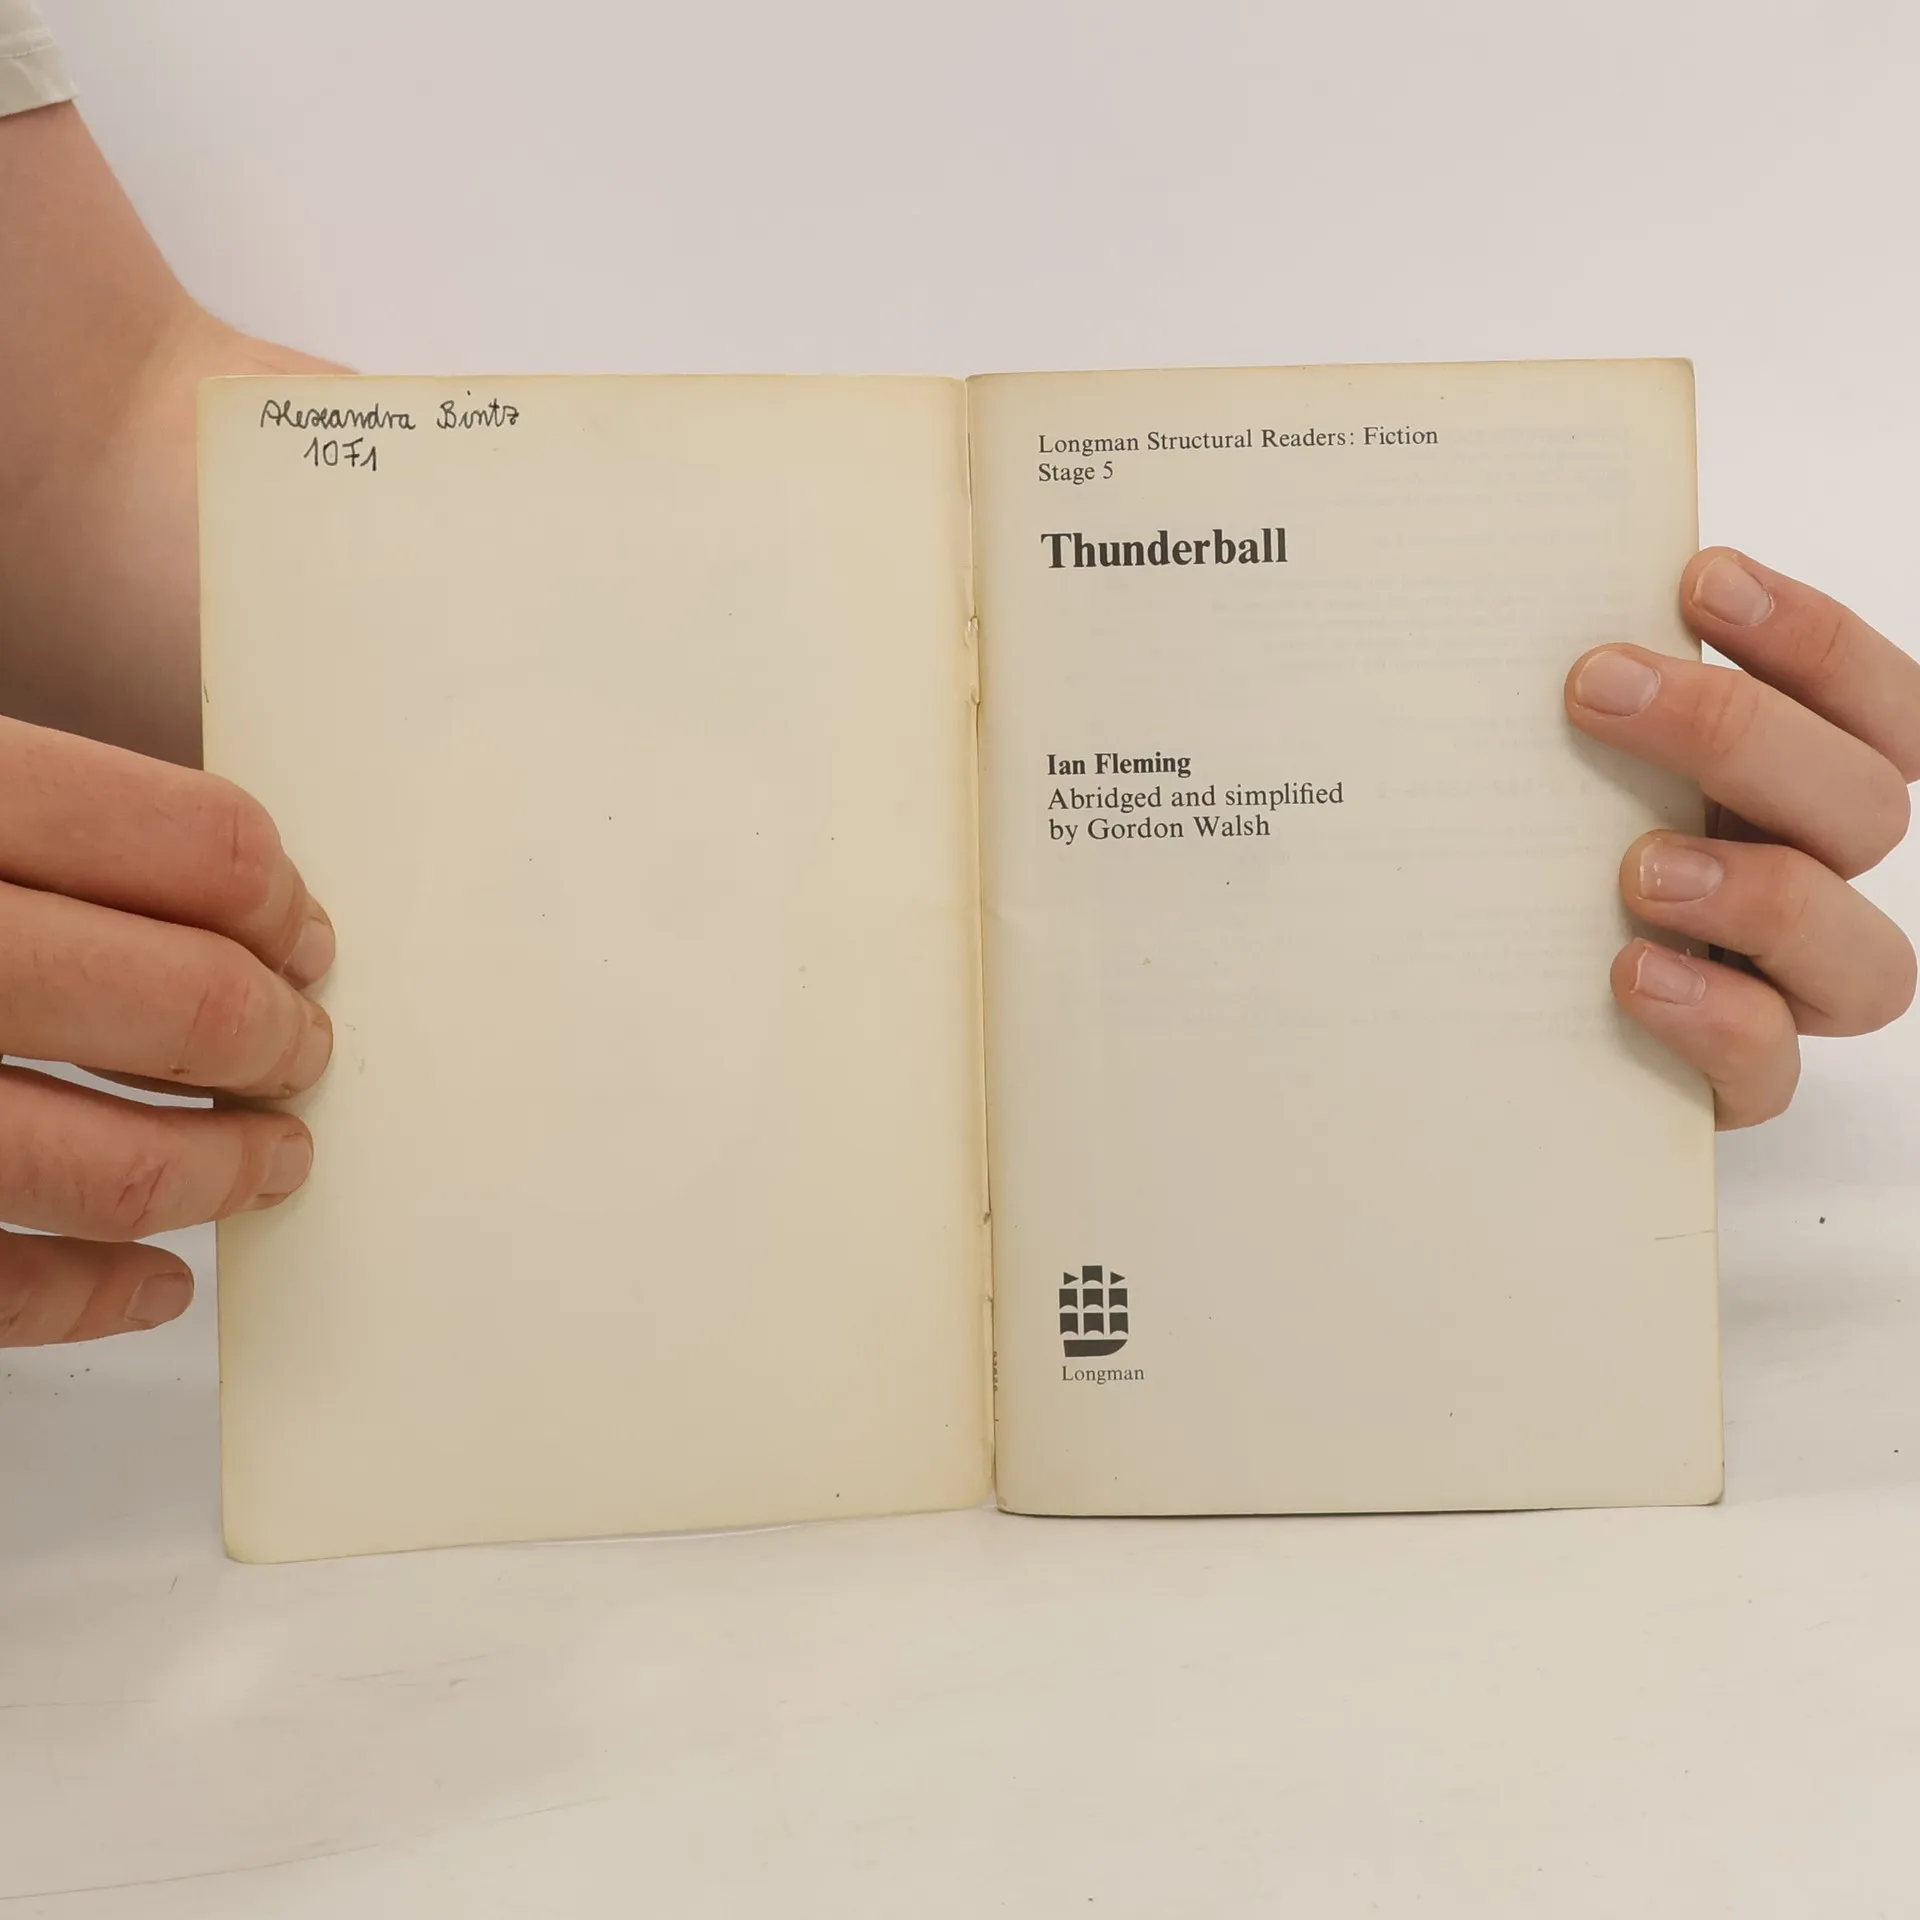 Alexandra Bintz
10F1
Longman Structural Readers: Fiction
Stage 5
Thunderball
Ian Fleming
Abridged and simplified
by Gordon Walsh
Longman